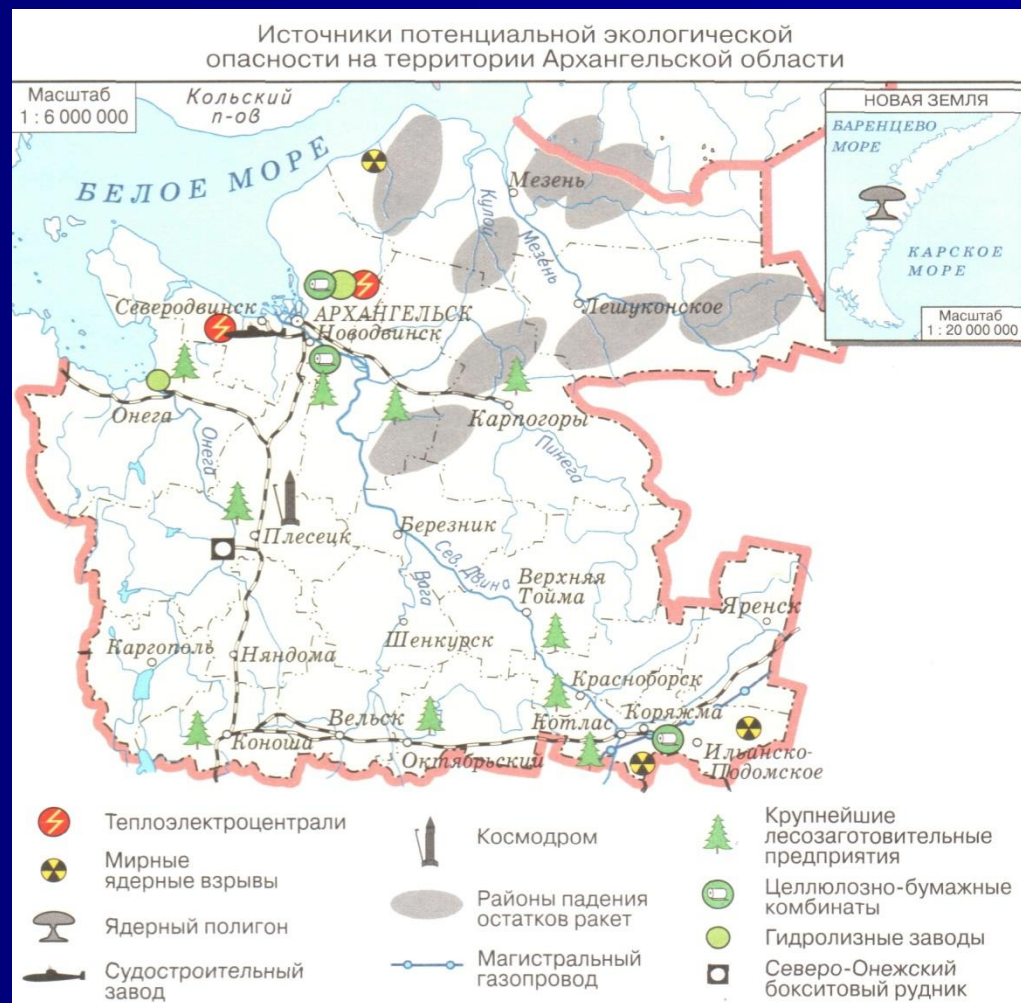 Источники потенциальной экологической
опасности на территории Архангельской области
Масштаб
1 : 6 000 000
Кольский
п-ов
НОВАЯ ЗЕМЛЯ
БАРЕНЦЕВО
МОРЕ
КАРСКОЕ
МОРЕ
Масштаб
1 : 20 000 000
БЕЛОЕ МОРЕ
Мезень
Кулой
Мезень
Лешуконское
Северодвинск
АРХАНГЕЛЬСК
Новодвинск
Онега
Онега
Карпогоры
Пинега
Плесецк
Березник
Сев. Двина
Вага
Верхняя
Тойма
Яренск
Шенкурск
Каргополь
Няндома
Красноборск
Вельск
Котлас
Коряжма
Коноша
Октябрьский
Ильинско-
-Подомское
Теплоэлектроцентрали
Мирные
ядерные взрывы
Ядерный полигон
Судостроительный
завод
Космодром
Районы падения
остатков ракет
Магистральный
газопровод
Крупнейшие
лесозаготовительные
предприятия
Целлюлозно-бумажные
комбинаты
Гидролизные заводы
Северо-Онежский
бокситовый рудник